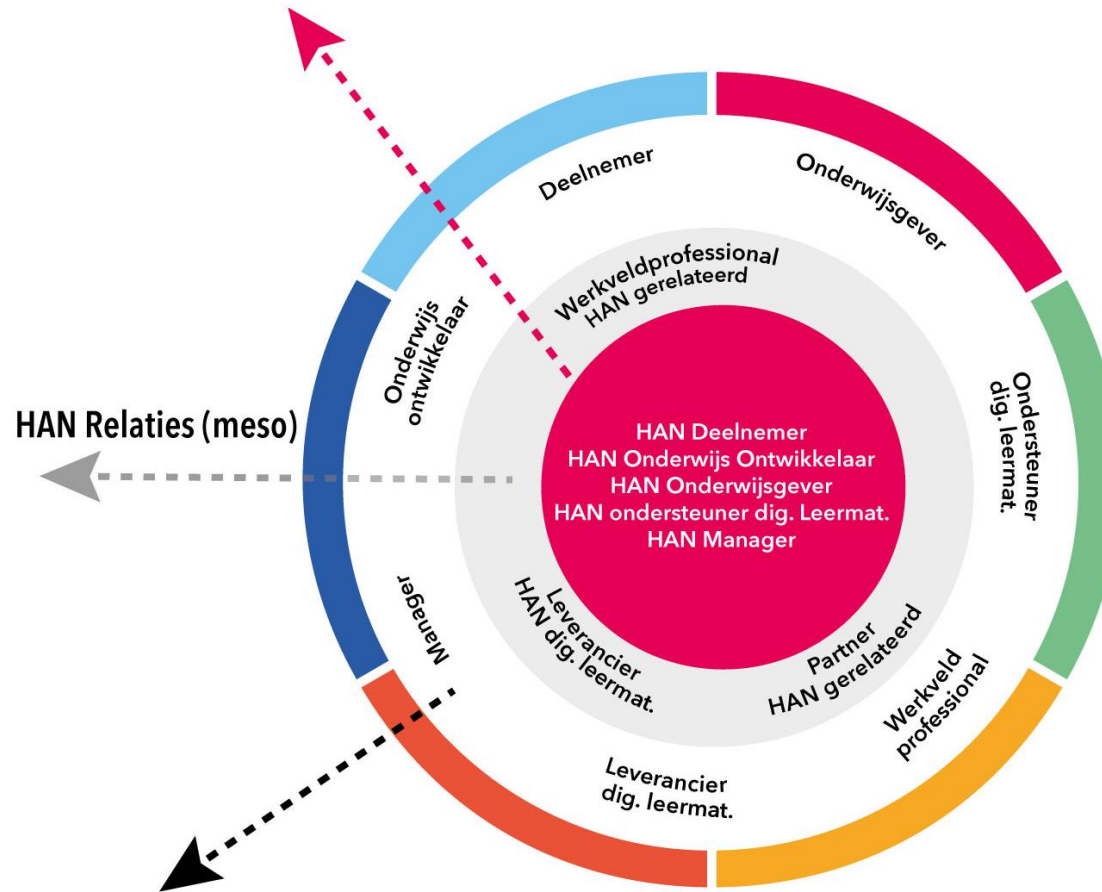 Deelnemer
Onderwijsgever
Werkveldprofessional
HAN gerelateerd
Onderwijs
ontwikkelaar
Ondersteuner
dig. leermat.
HAN Relaties (meso)
HAN Deelnemer
HAN Onderwijs Ontwikkelaar
HAN Onderwijsgever
HAN ondersteuner dig. Leermat.
HAN Manager
Manager
Leverancier
HAN dig. leermat.
Partner
HAN gerelateerd
Werkveld
professional
Leverancier
dig. leermat.